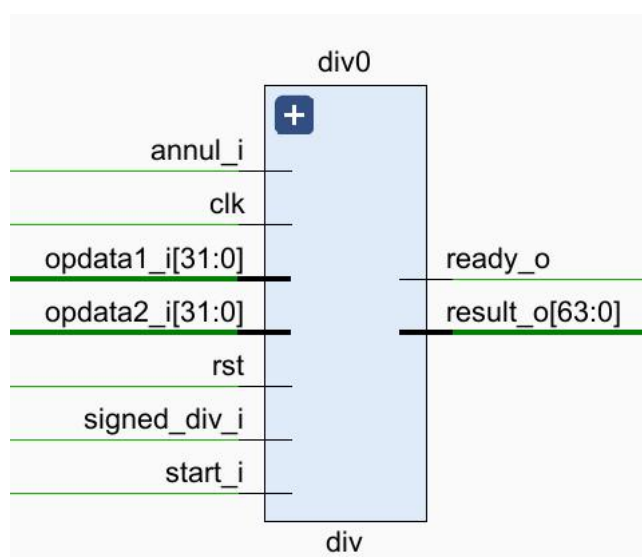 div0
+
annul_i
clk
opdata1_i[31:0]
ready_o
opdata2_i[31:0]
result_o[63:0]
rst
signed_div_i
start_i
div